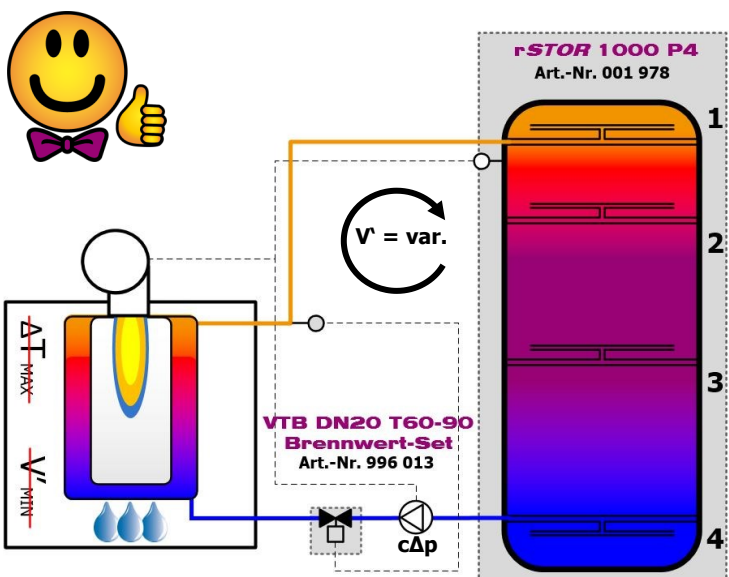 rSTOR 1000 P4
Art.-Nr. 001 978
1
2
3
4
V‘ = var.
ΔT MAX
V’ MIN
VTB DN20 T60-90
Brennwert-Set
Art.-Nr. 996 013
cΔp